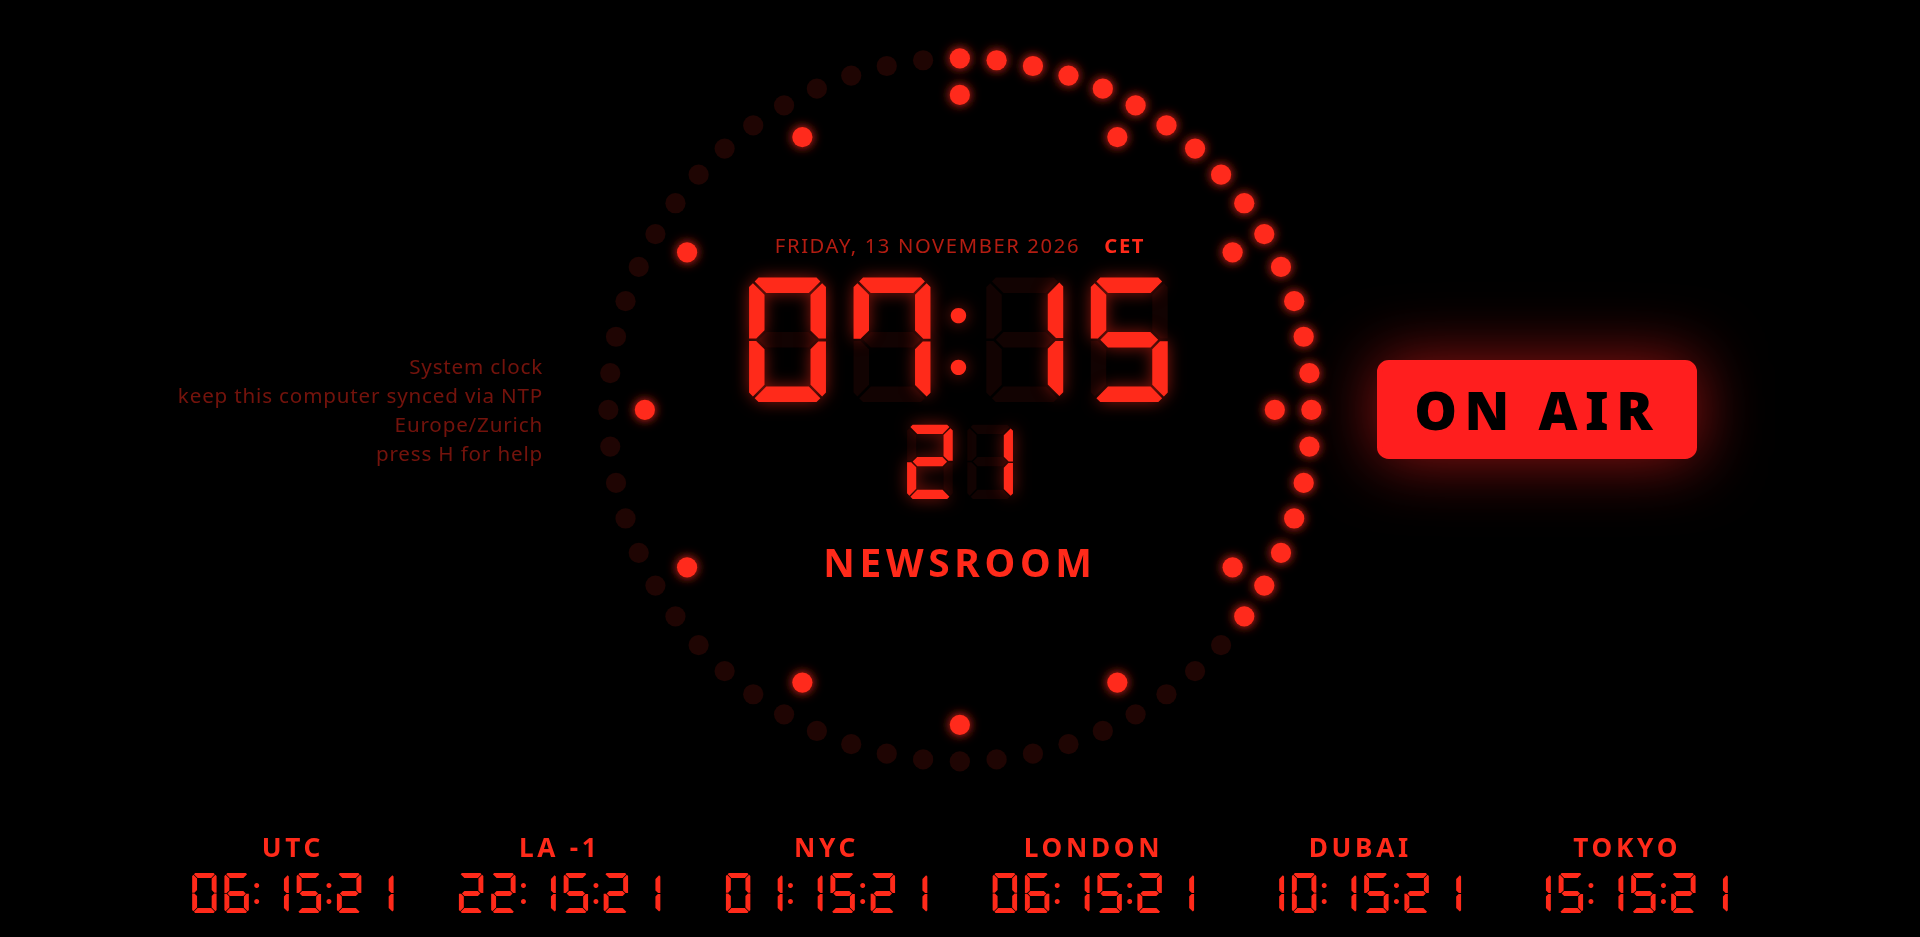 FRIDAY, 13 NOVEMBER 2026 CET
07:15
21
NEWSROOM
System clock
keep this computer synced via NTP
Europe/Zurich
press H for help
ON AIR
UTC
06:15:21
LA -1
22:15:21
NYC
01:15:21
LONDON
06:15:21
DUBAI
10:15:21
TOKYO
15:15:21